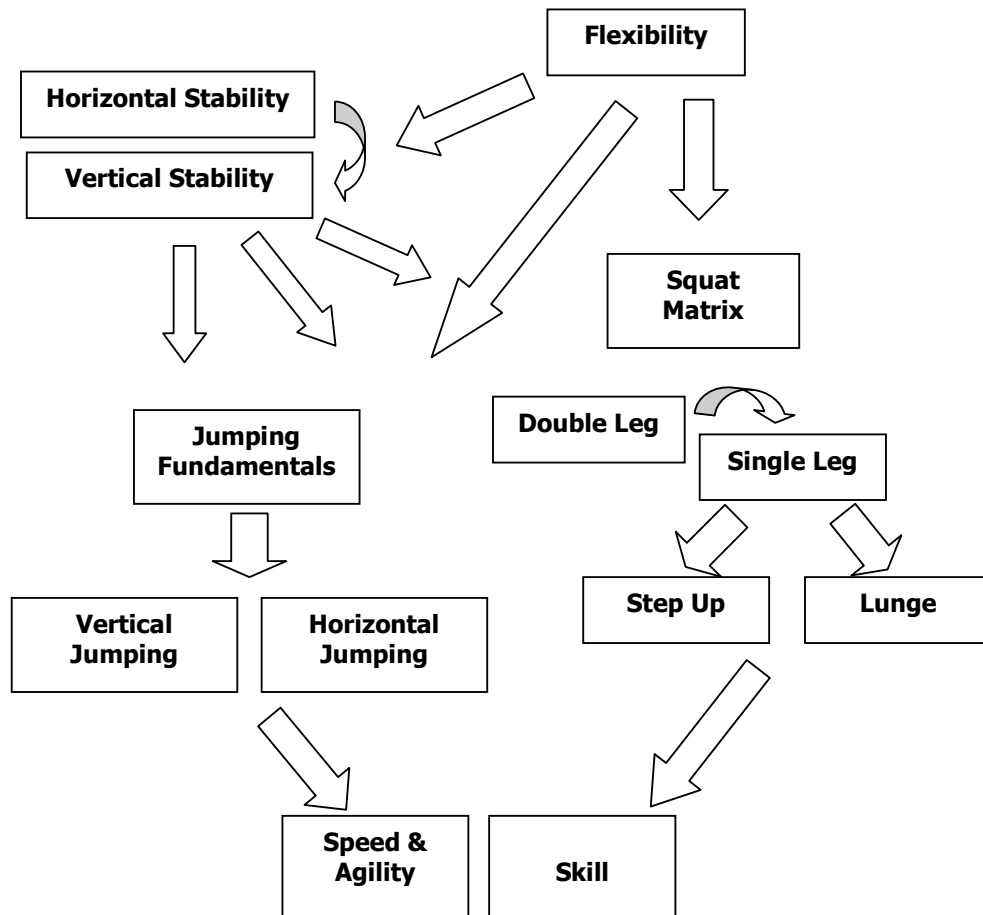 Flexibility
Horizontal Stability
Vertical Stability
Squat
Matrix
Double Leg
Single Leg
Jumping
Fundamentals
Step Up
Lunge
Vertical
Jumping
Horizontal
Jumping
Speed &
Agility
Skill